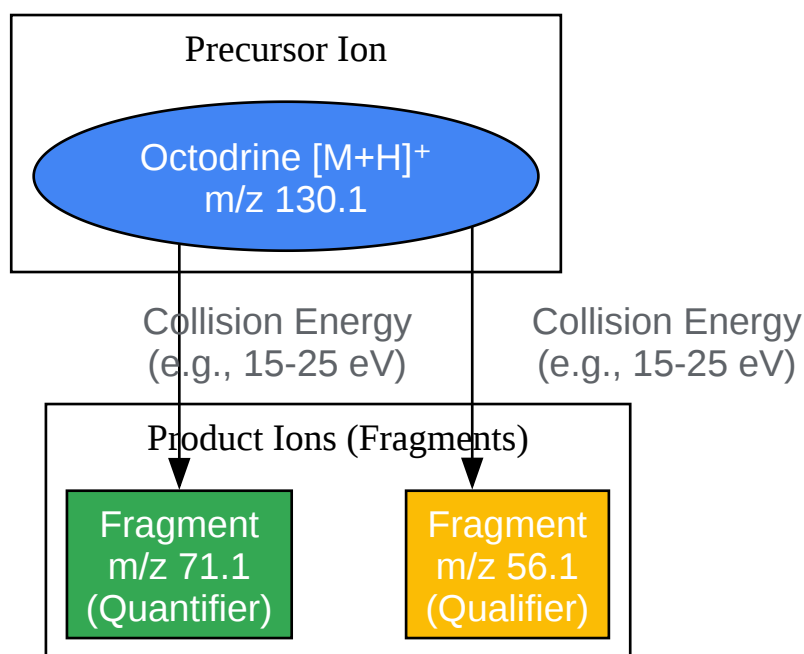 Precursor Ion
Octodrine [M+H]⁺
m/z 130.1
Collision Energy
(e.g., 15-25 eV)
Collision Energy
(e.g., 15-25 eV)
Product Ions (Fragments)
Fragment
m/z 71.1
(Quantifier)
Fragment
m/z 56.1
(Qualifier)